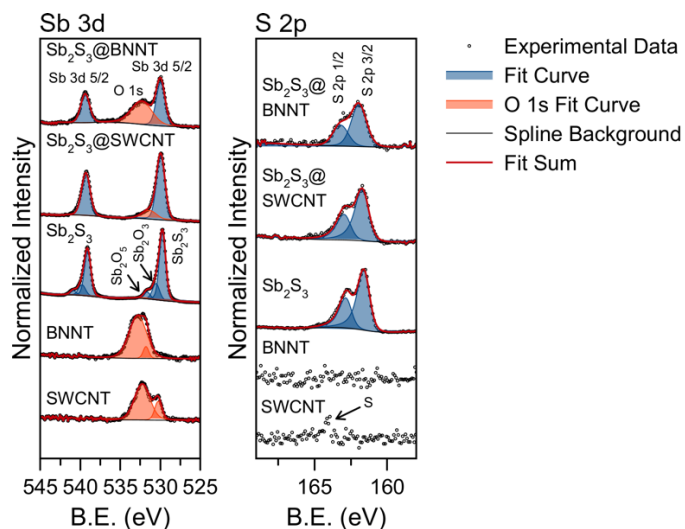 Sb 3d
Sb₂S₃@BNNT
Sb 3d 5/2
O 1s
Sb 3d 5/2
Sb₂S₃@SWCNT
Sb₂S₃
Sb₂O₅
Sb₂O₃
Sb₂S₃
BNNT
SWCNT
Normalized Intensity
545 540 535 530 525
B.E. (eV)
S 2p
S 2p 1/2
S 2p 3/2
Sb₂S₃@
BNNT
Sb₂S₃@
SWCNT
Sb₂S₃
BNNT
SWCNT
S
Normalized Intensity
165 160
B.E. (eV)
Experimental Data
Fit Curve
O 1s Fit Curve
Spline Background
Fit Sum